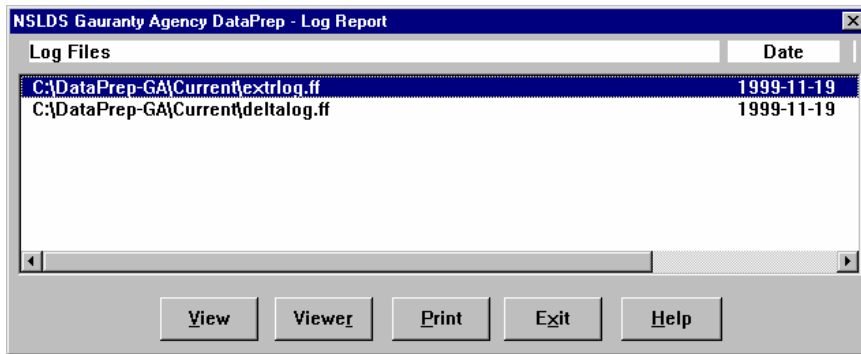 NSLDS Gauranty Agency DataPrep - Log Report
Log Files Date
C:\DataPrep-GA\Current\extrlog.ff 1999-11-19
C:\DataPrep-GA\Current\deltalog.ff 1999-11-19
View Viewer Print Exit Help